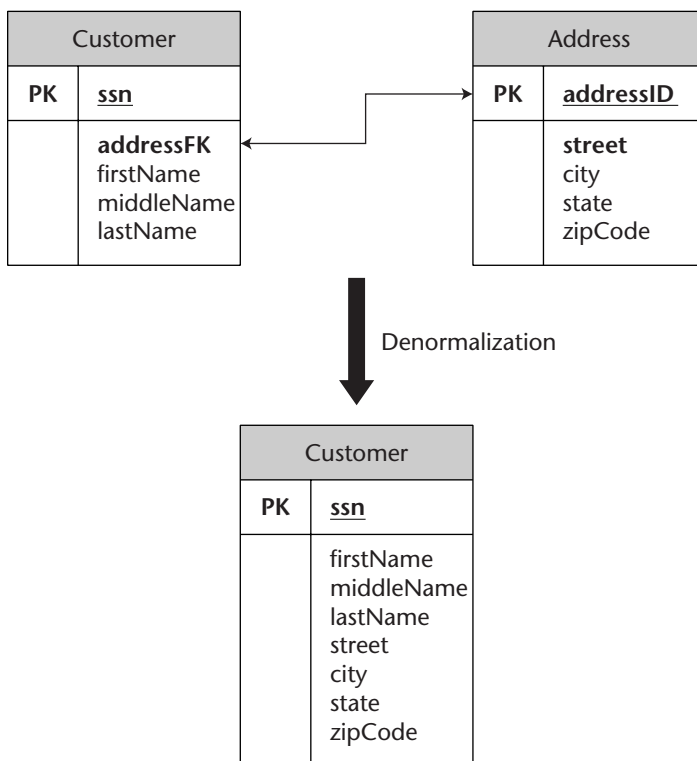 Customer
PK ssn
addressFK
firstName
middleName
lastName
Address
PK addressID
street
city
state
zipCode
Denormalization
Customer
PK ssn
firstName
middleName
lastName
street
city
state
zipCode